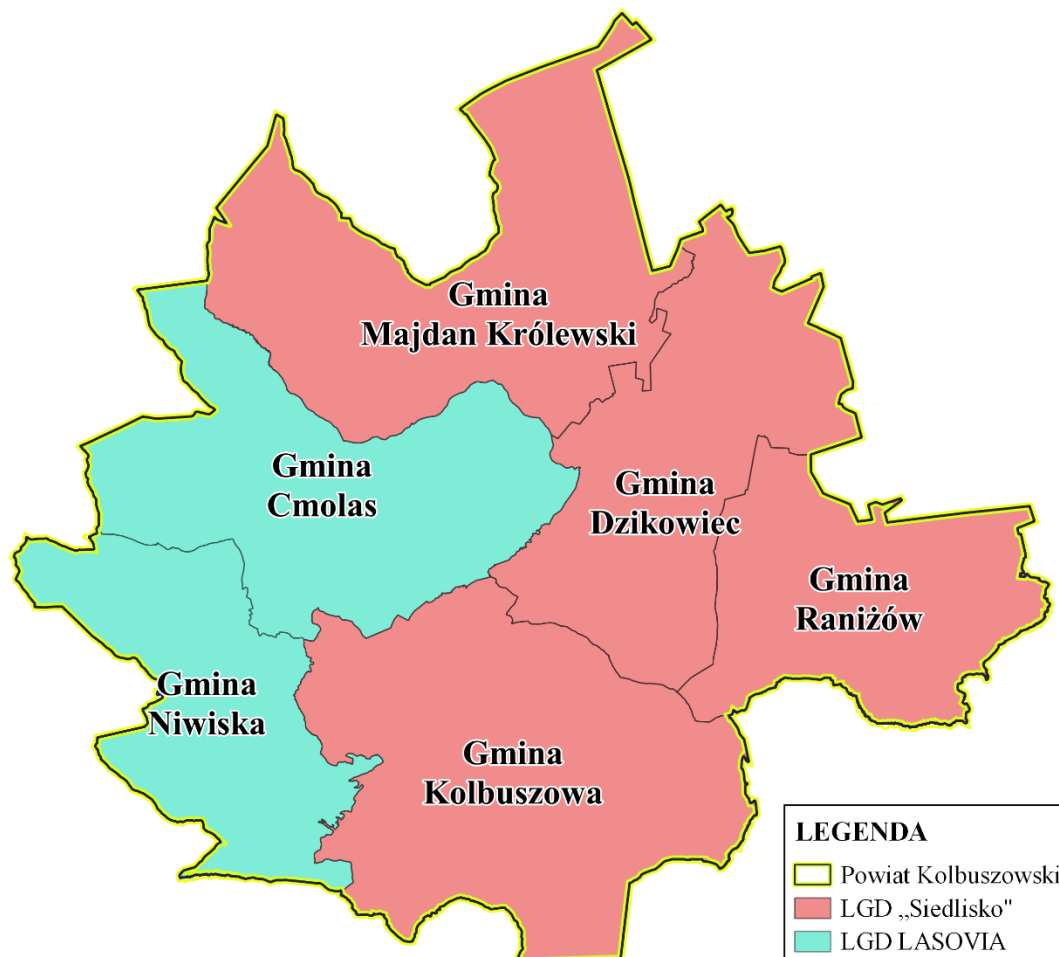 Gmina
Majdan Królewski
Gmina
Cmolas
Gmina
Dzikowiec
Gmina
Raniżów
Gmina
Niwiska
Gmina
Kolbuszowa
LEGENDA
Powiat Kolbuszowski
LGD „Siedlisko"
LGD LASOVIA